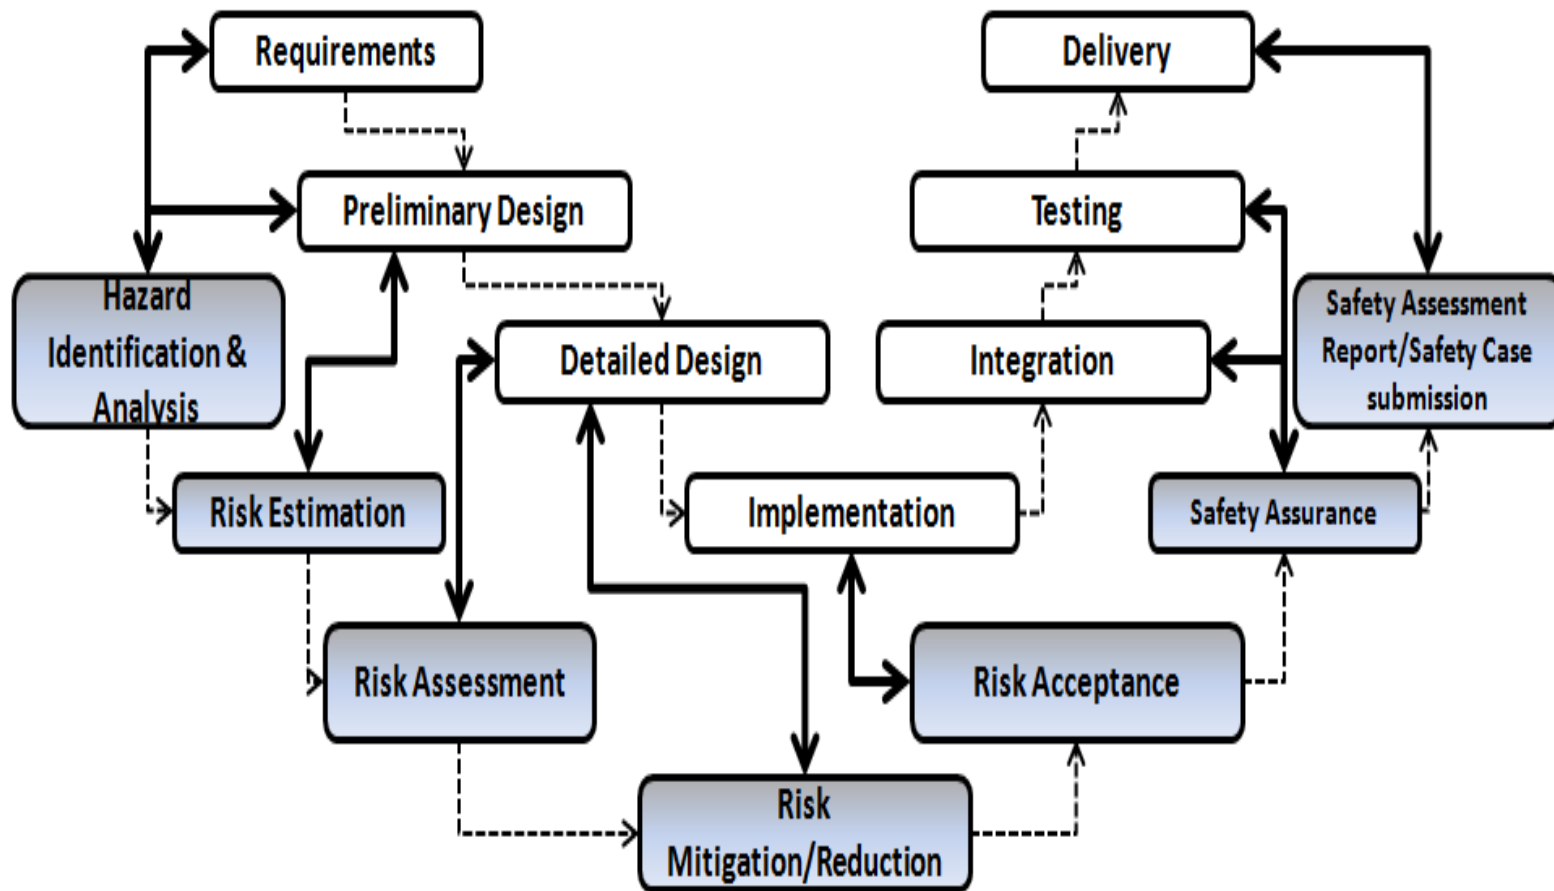 Requirements
Delivery
Preliminary Design
Testing
Hazard
Identification &
Analysis
Safety Assessment
Report/Safety Case
submission
Detailed Design
Integration
Risk Estimation
Implementation
Safety Assurance
Risk Assessment
Risk Acceptance
Risk
Mitigation/Reduction